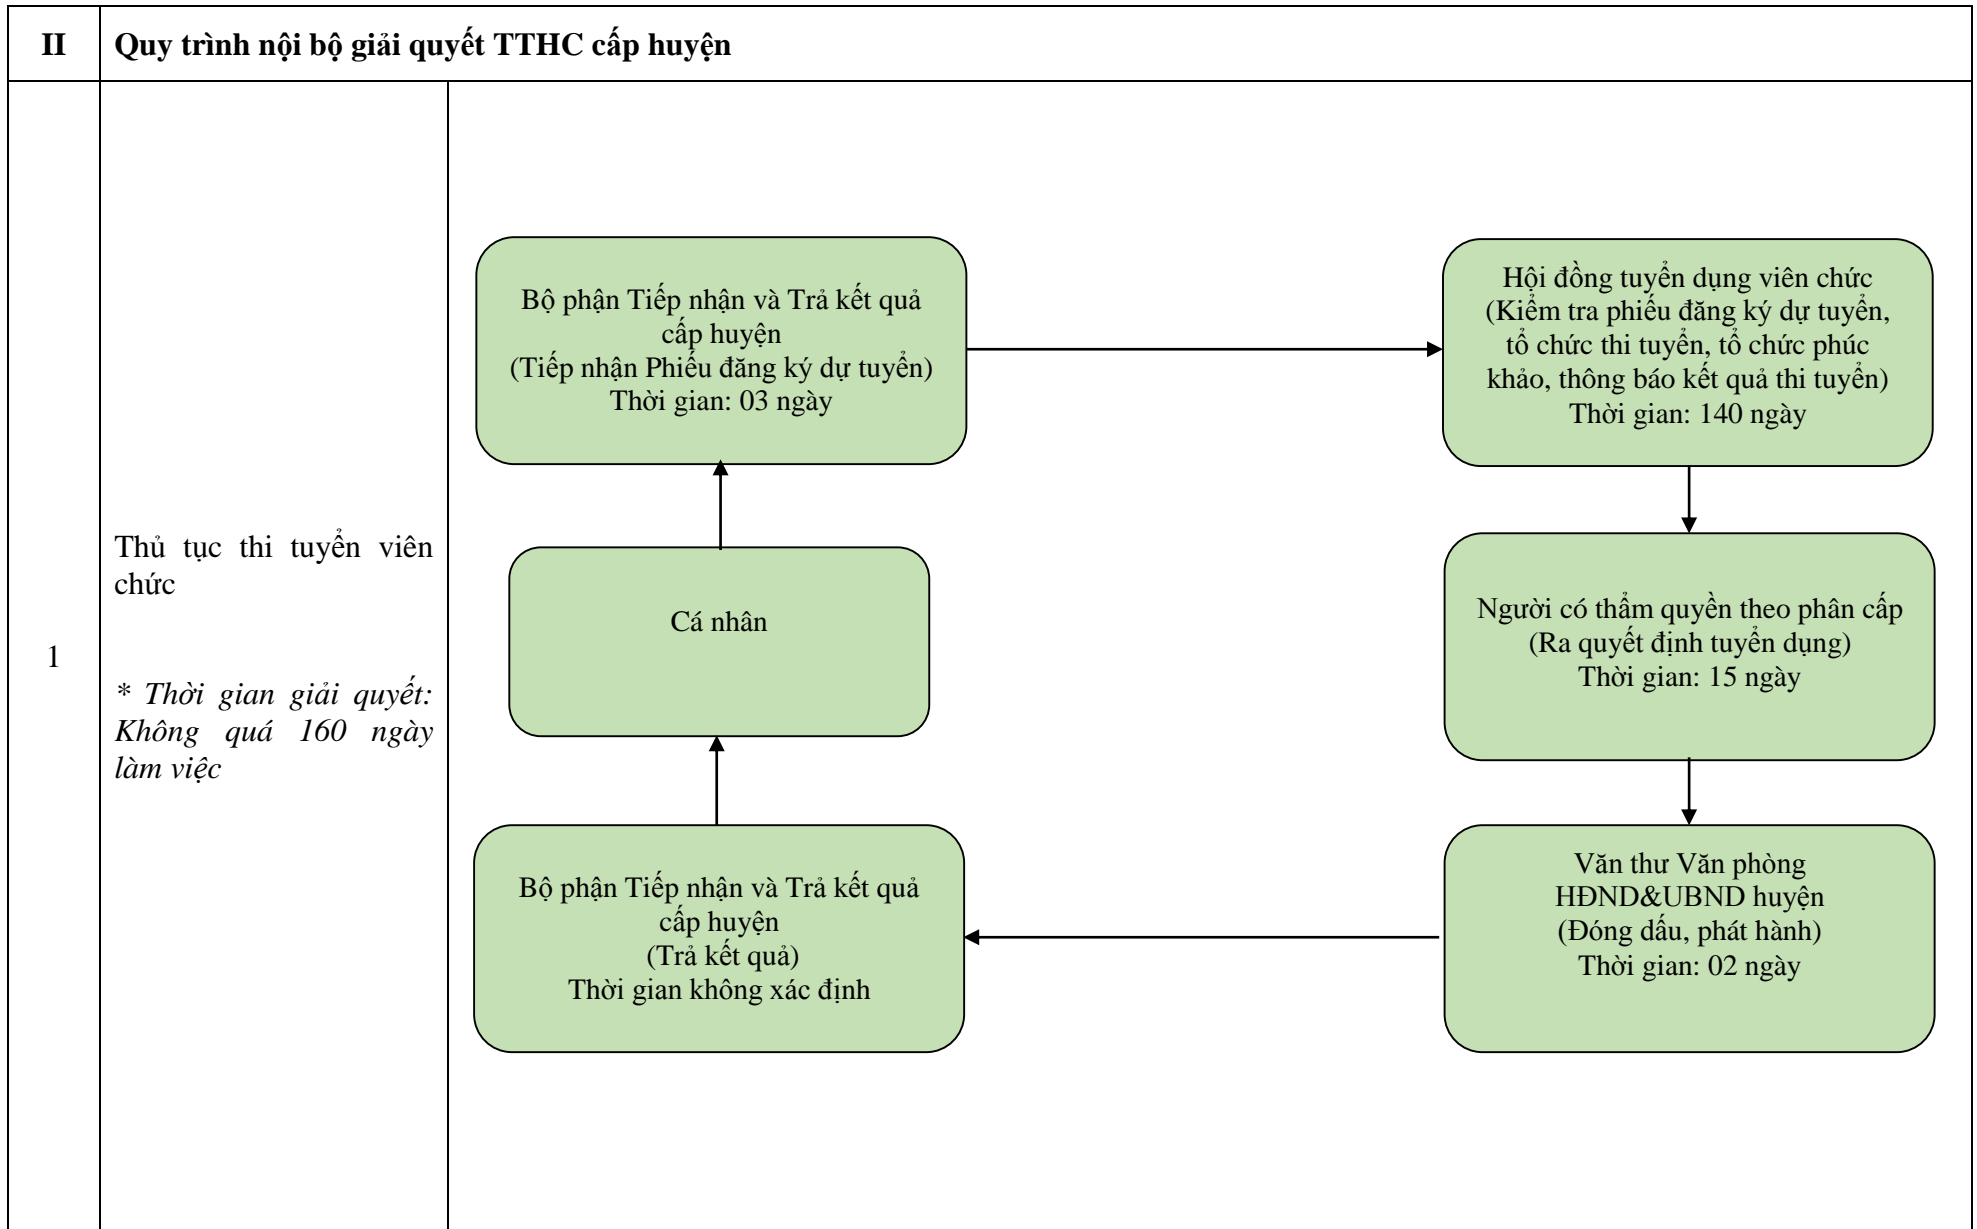 II
Quy trình nội bộ giải quyết TTHC cấp huyện
1
Thủ tục thi tuyển viên
chức
* Thời gian giải quyết:
Không quá 160 ngày
làm việc
Bộ phận Tiếp nhận và Trả kết quả
cấp huyện
(Tiếp nhận Phiếu đăng ký dự tuyển)
Thời gian: 03 ngày
Hội đồng tuyển dụng viên chức
(Kiểm tra phiếu đăng ký dự tuyển,
tổ chức thi tuyển, tổ chức phúc
khảo, thông báo kết quả thi tuyển)
Thời gian: 140 ngày
Cá nhân
Người có thẩm quyền theo phân cấp
(Ra quyết định tuyển dụng)
Thời gian: 15 ngày
Bộ phận Tiếp nhận và Trả kết quả
cấp huyện
(Trả kết quả)
Thời gian không xác định
Văn thư Văn phòng
HĐND&UBND huyện
(Đóng dấu, phát hành)
Thời gian: 02 ngày